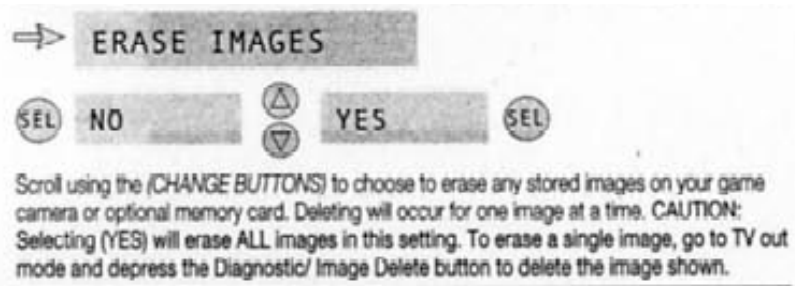 ERASE IMAGES
SEL NO YES SEL
Scroll using the (CHANGE BUTTONS) to choose to erase any stored images on your game
camera or optional memory card. Deleting will occur for one image at a time. CAUTION:
Selecting (YES) will erase ALL images in this setting. To erase a single image, go to TV out
mode and depress the Diagnostic/ Image Delete button to delete the image shown.